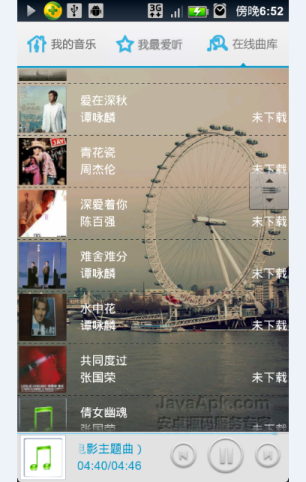 3G
傍晚6:52
我的音乐
我最爱听
在线曲库
爱在深秋
谭咏麟
未下载
青花瓷
周杰伦
未下载
深爱着你
陈百强
未下载
难舍难分
谭咏麟
未下载
水中花
谭咏麟
未下载
共同度过
张国荣
未下载
倩女幽魂
张国荣
未下载
JavaApk.com
安卓源码服务专
影主题曲）
04:40/04:46